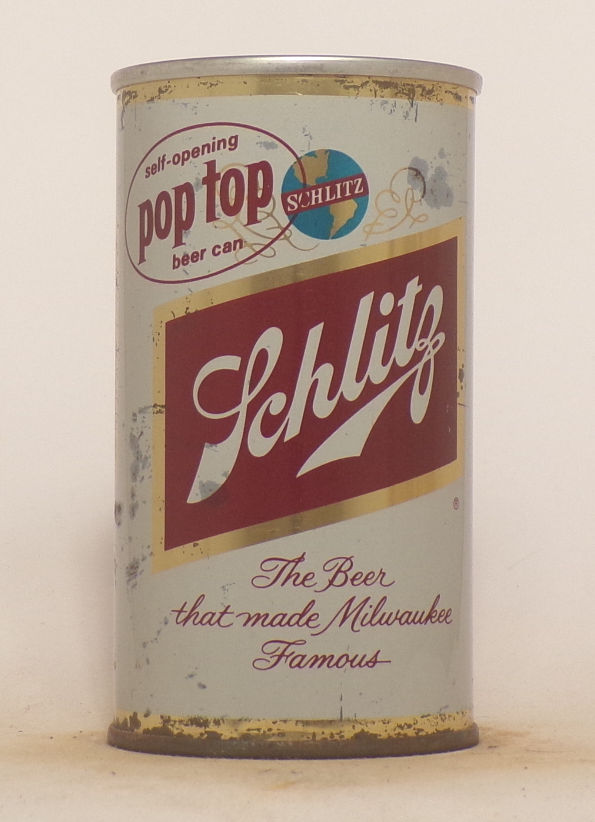 self-opening
pop top
beer can
SCHLITZ
Schlitz
®
The Beer
that made Milwaukee
Famous